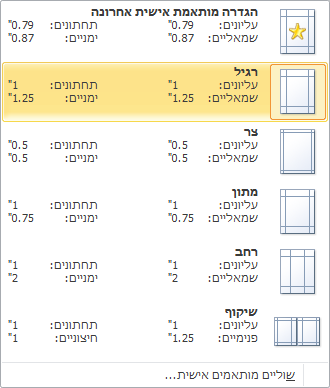 הגדרה מותאמת אישית אחרונה
עליונים: 0.79" תחתונים: 0.79"
שמאליים: 0.87" ימניים: 0.87"
רגיל
עליונים: 1" תחתונים: 1"
שמאליים: 1.25" ימניים: 1.25"
צר
עליונים: 0.5" תחתונים: 0.5"
שמאליים: 0.5" ימניים: 0.5"
מתון
עליונים: 1" תחתונים: 1"
שמאליים: 0.75" ימניים: 0.75"
רחב
עליונים: 1" תחתונים: 1"
שמאליים: 2" ימניים: 2"
שיקוף
עליונים: 1" תחתונים: 1"
פנימיים: 1.25" חיצוניים: 1"
שוליים מותאמים אישית...